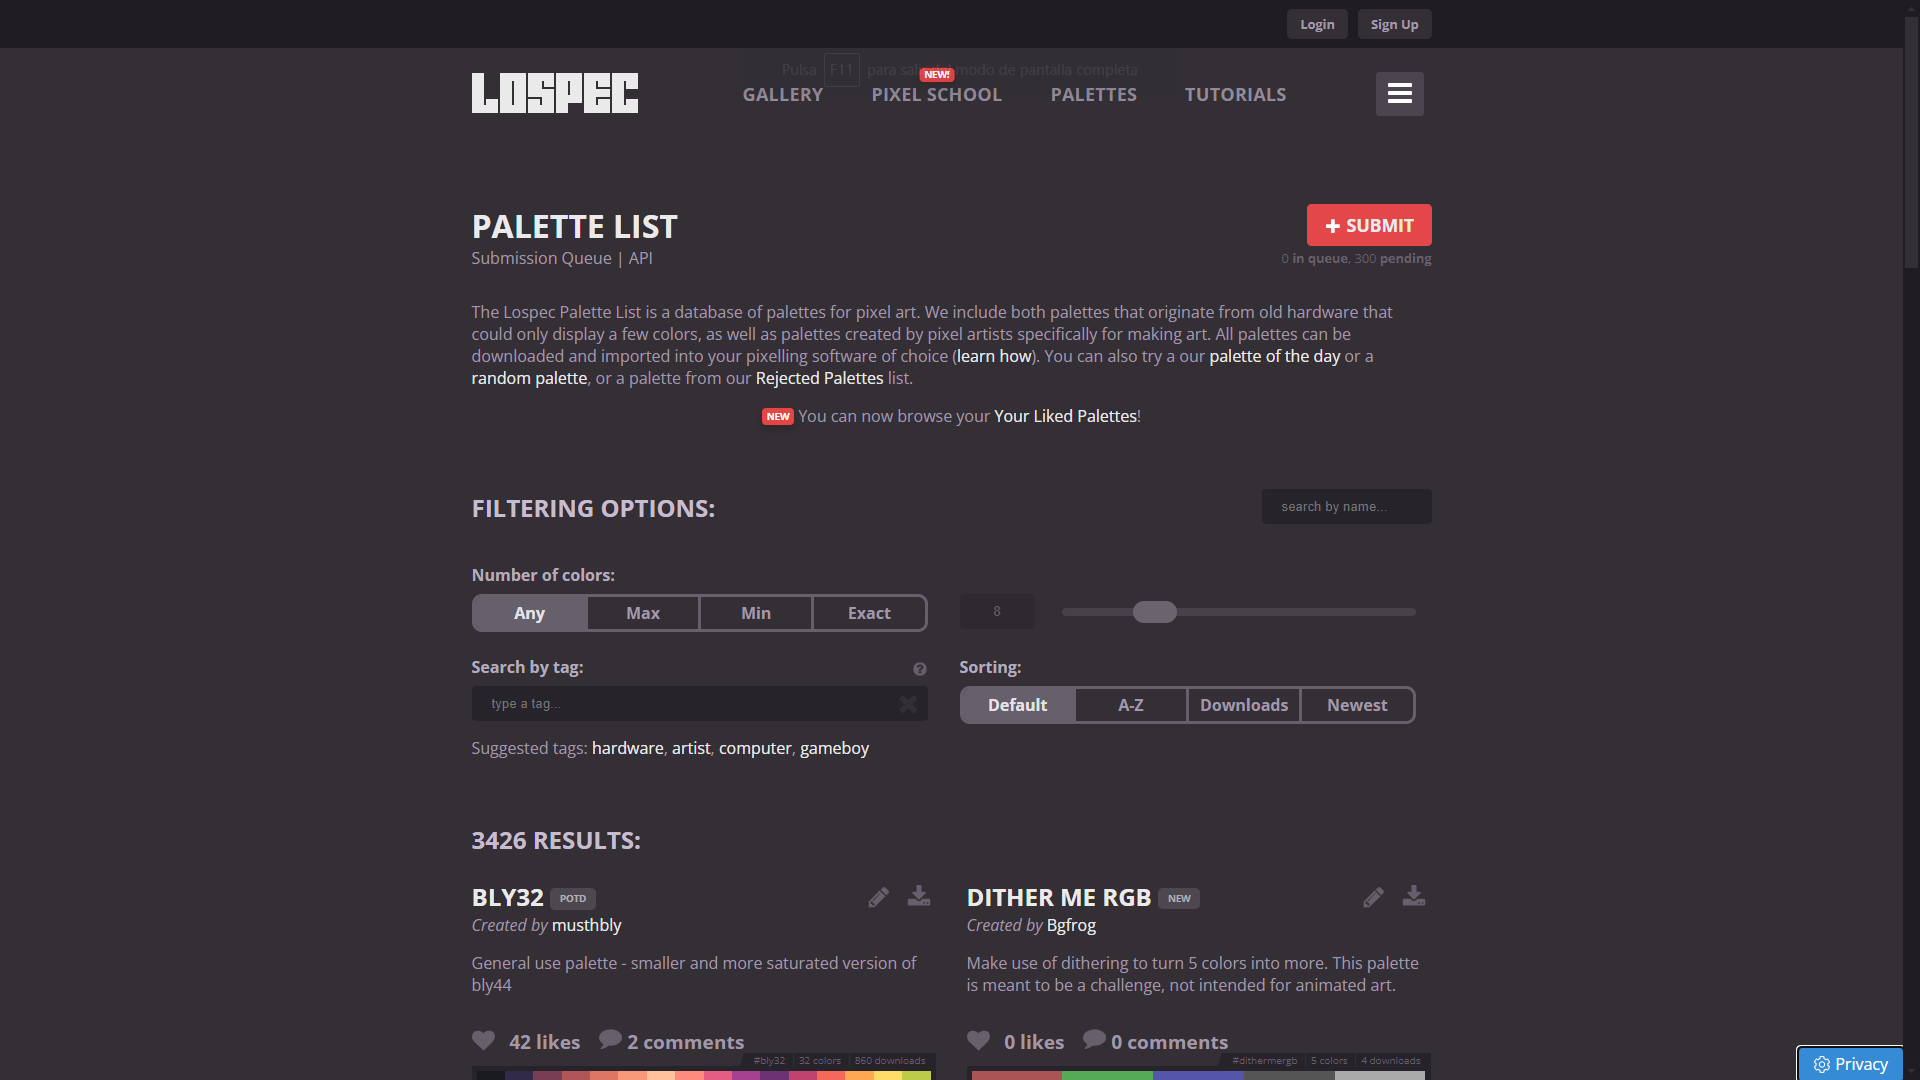 Login Sign Up
Pulsa F11 para salir del modo de pantalla completa
LOSPEC
NEW!
GALLERY PIXEL SCHOOL PALETTES TUTORIALS
PALETTE LIST
+ SUBMIT
Submission Queue | API
0 in queue, 300 pending
The Lospec Palette List is a database of palettes for pixel art. We include both palettes that originate from old hardware that
could only display a few colors, as well as palettes created by pixel artists specifically for making art. All palettes can be
downloaded and imported into your pixelling software of choice (learn how). You can also try a our palette of the day or a
random palette, or a palette from our Rejected Palettes list.
NEW You can now browse your Your Liked Palettes!
FILTERING OPTIONS:
search by name...
Number of colors:
Any Max Min Exact
8
Search by tag:
?
Sorting:
type a tag...
Default A-Z Downloads Newest
Suggested tags: hardware, artist, computer, gameboy
3426 RESULTS:
BLY32 POTD
Created by musthbly
General use palette - smaller and more saturated version of
bly44
42 likes 2 comments
#bly32 32 colors 860 downloads
DITHER ME RGB NEW
Created by Bgfrog
Make use of dithering to turn 5 colors into more. This palette
is meant to be a challenge, not intended for animated art.
0 likes 0 comments
#dithermergb 5 colors 4 downloads
Privacy